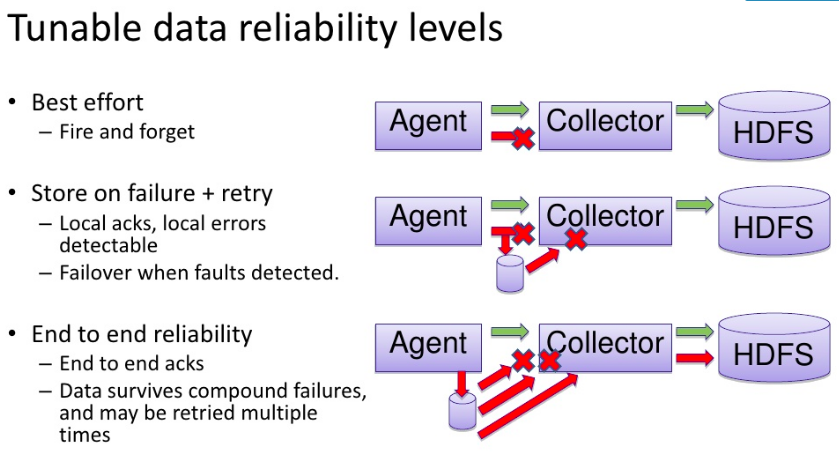 Tunable data reliability levels
• Best effort
– Fire and forget
Agent
Collector
HDFS
• Store on failure + retry
– Local acks, local errors
detectable
– Failover when faults detected.
Agent
Collector
HDFS
• End to end reliability
– End to end acks
– Data survives compound failures,
and may be retried multiple
times
Agent
Collector
HDFS